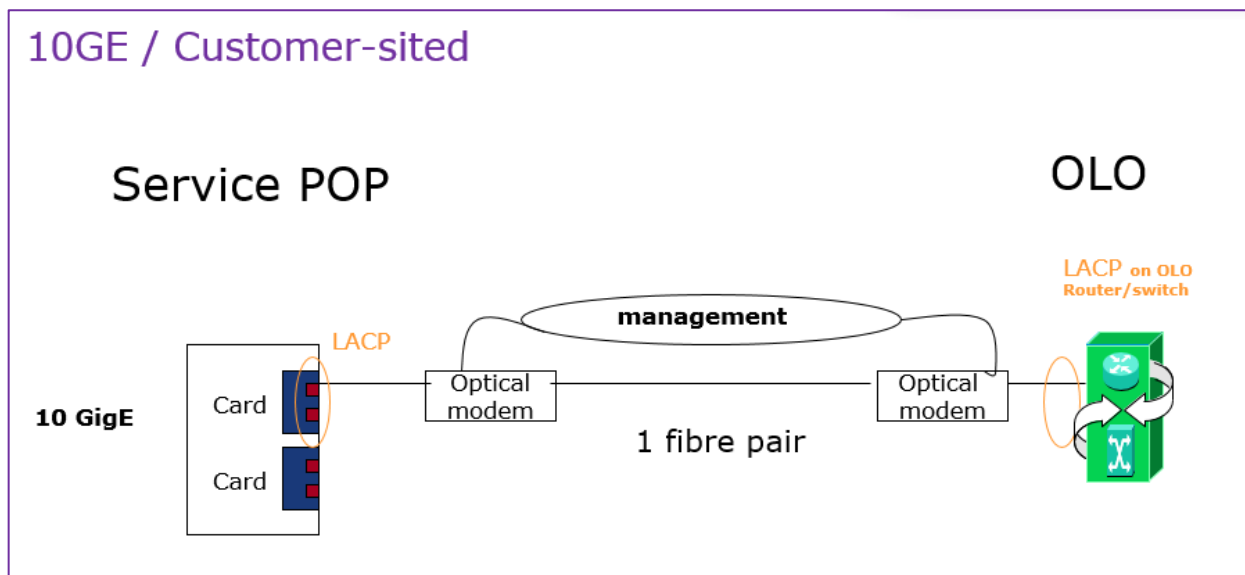 10GE / Customer-sited
Service POP
OLO
LACP on OLO
Router/switch
management
LACP
Optical
modem
Optical
modem
Card
10 GigE
1 fibre pair
Card